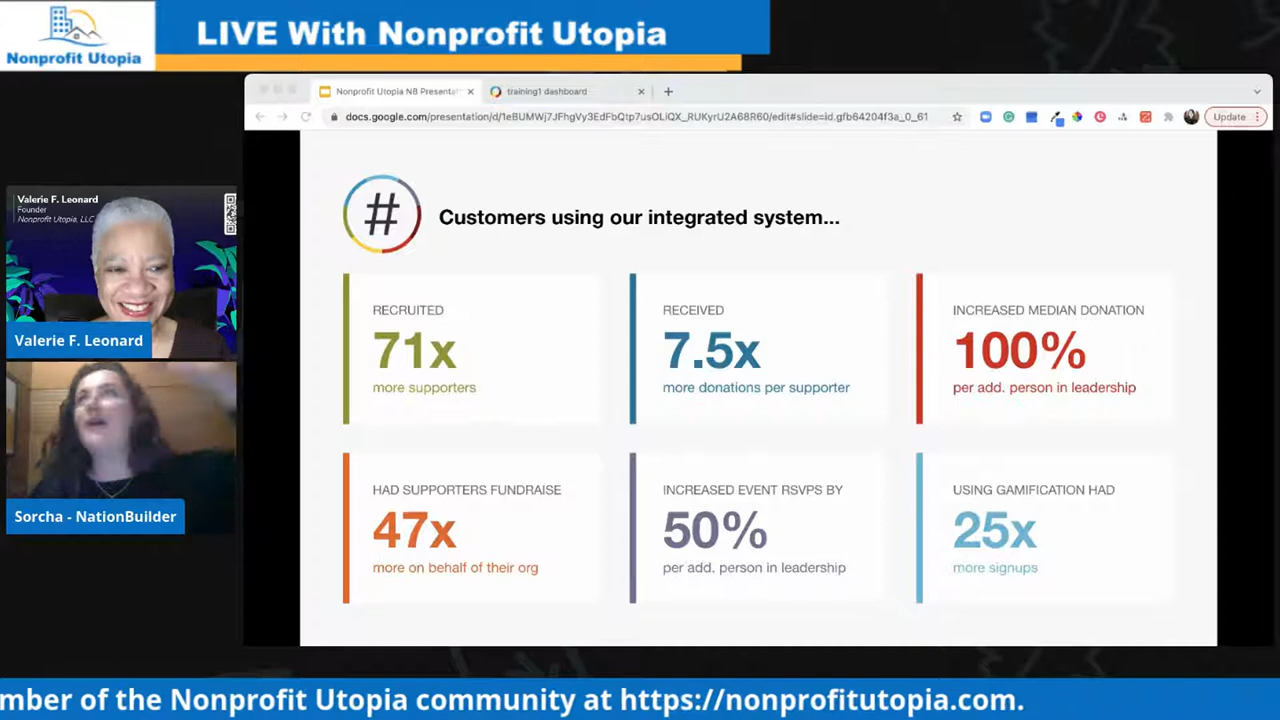 LIVE With Nonprofit Utopia
Nonprofit Utopia
Nonprofit Utopia NB Presentat
training1 dashboard
docs.google.com/presentation/d/1eBUMWj7JFhgVy3EdFbQtp7usOLiQX_RUKyrU2A68R60/edit#slide=id.gfb64204f3a_0_61
Update
Valerie F. Leonard
Founder
Nonprofit Utopia, LLC
Valerie F. Leonard
Sorcha - NationBuilder
# Customers using our integrated system...
RECRUITED
71x
more supporters
RECEIVED
7.5x
more donations per supporter
INCREASED MEDIAN DONATION
100%
per add. person in leadership
HAD SUPPORTERS FUNDRAISE
47x
more on behalf of their org
INCREASED EVENT RSVPS BY
50%
per add. person in leadership
USING GAMIFICATION HAD
25x
more signups
mber of the Nonprofit Utopia community at https://nonprofitutopia.com.